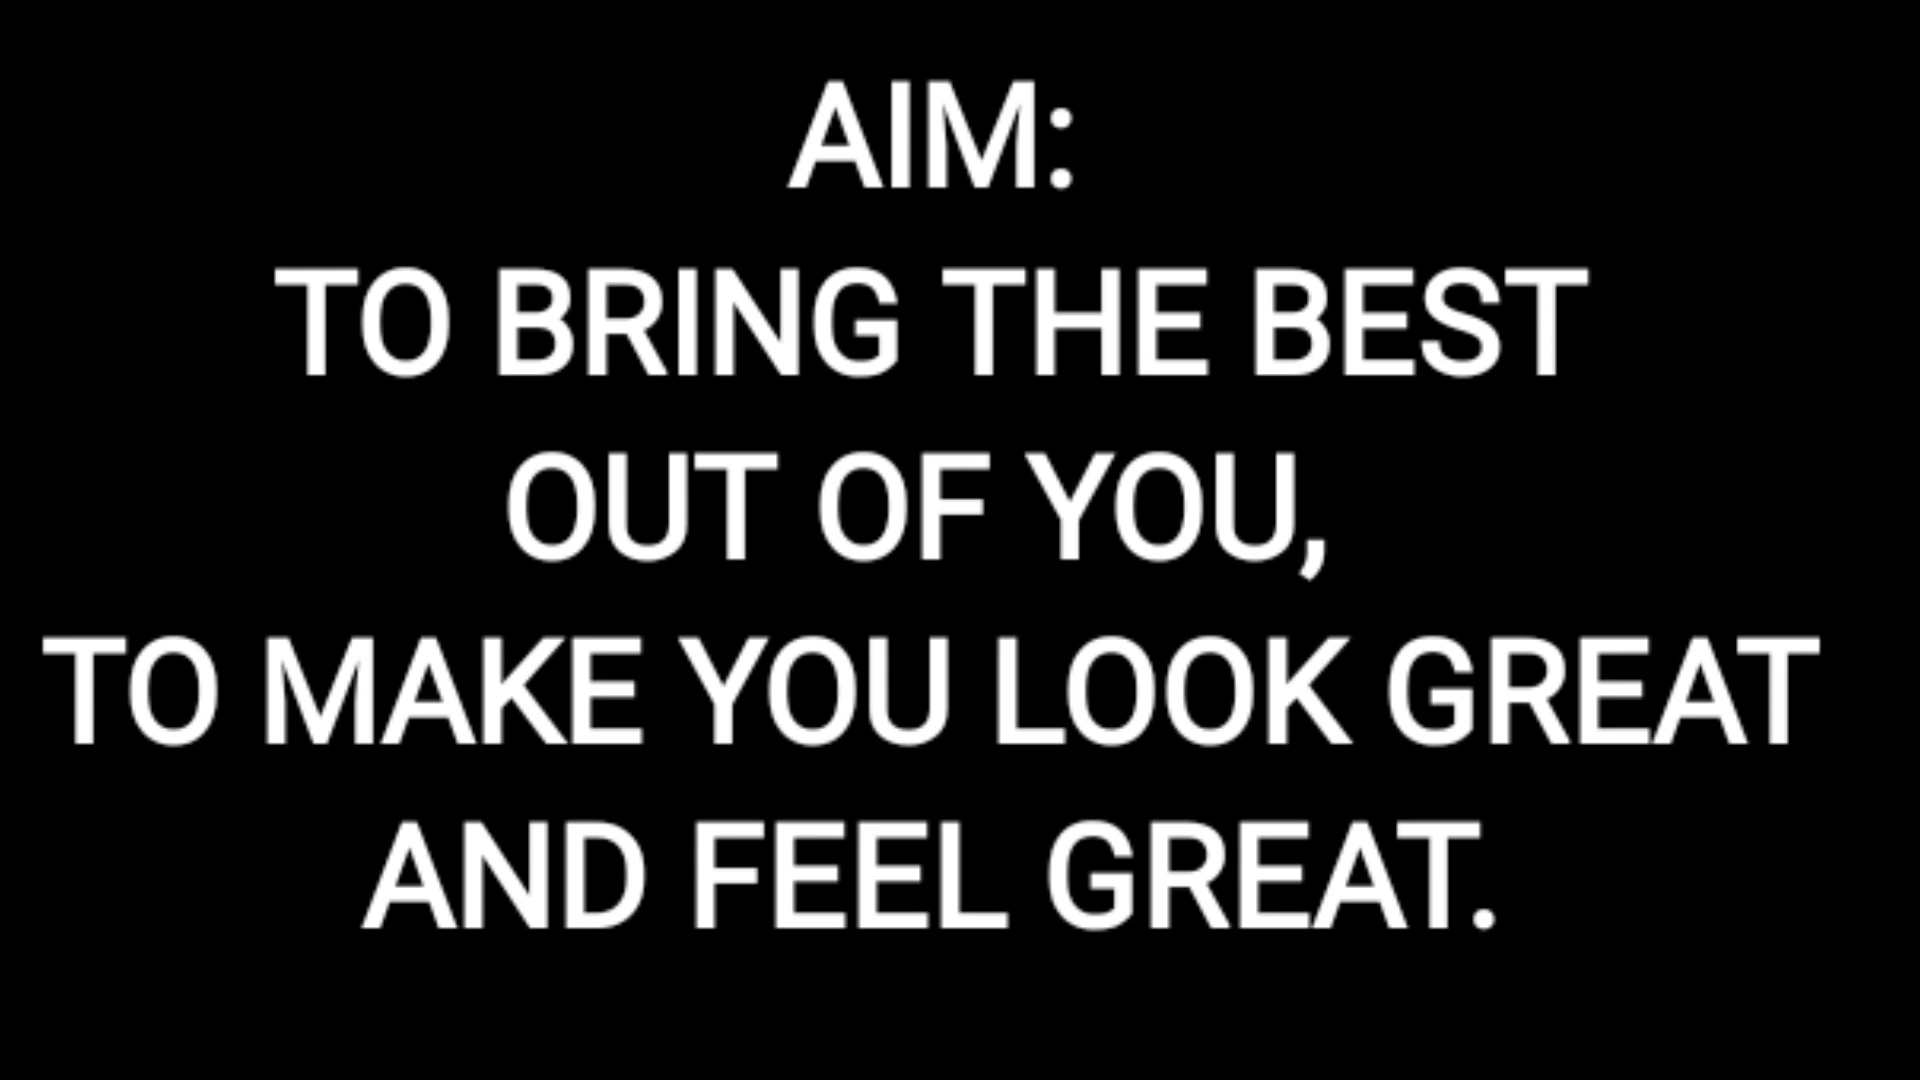 AIM:
TO BRING THE BEST
OUT OF YOU,
TO MAKE YOU LOOK GREAT
AND FEEL GREAT.